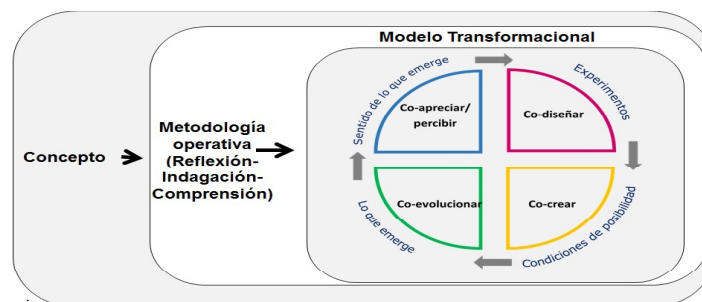 Modelo Transformacional
Concepto
Metodología
operativa
(Reflexión-
Indagación-
Comprensión)
Sentido de lo que emerge
Experimentos
Co-apreciar/
percibir
Co-diseñar
Co-evolucionar
Co-crear
Lo que emerge
Condiciones de posibilidad